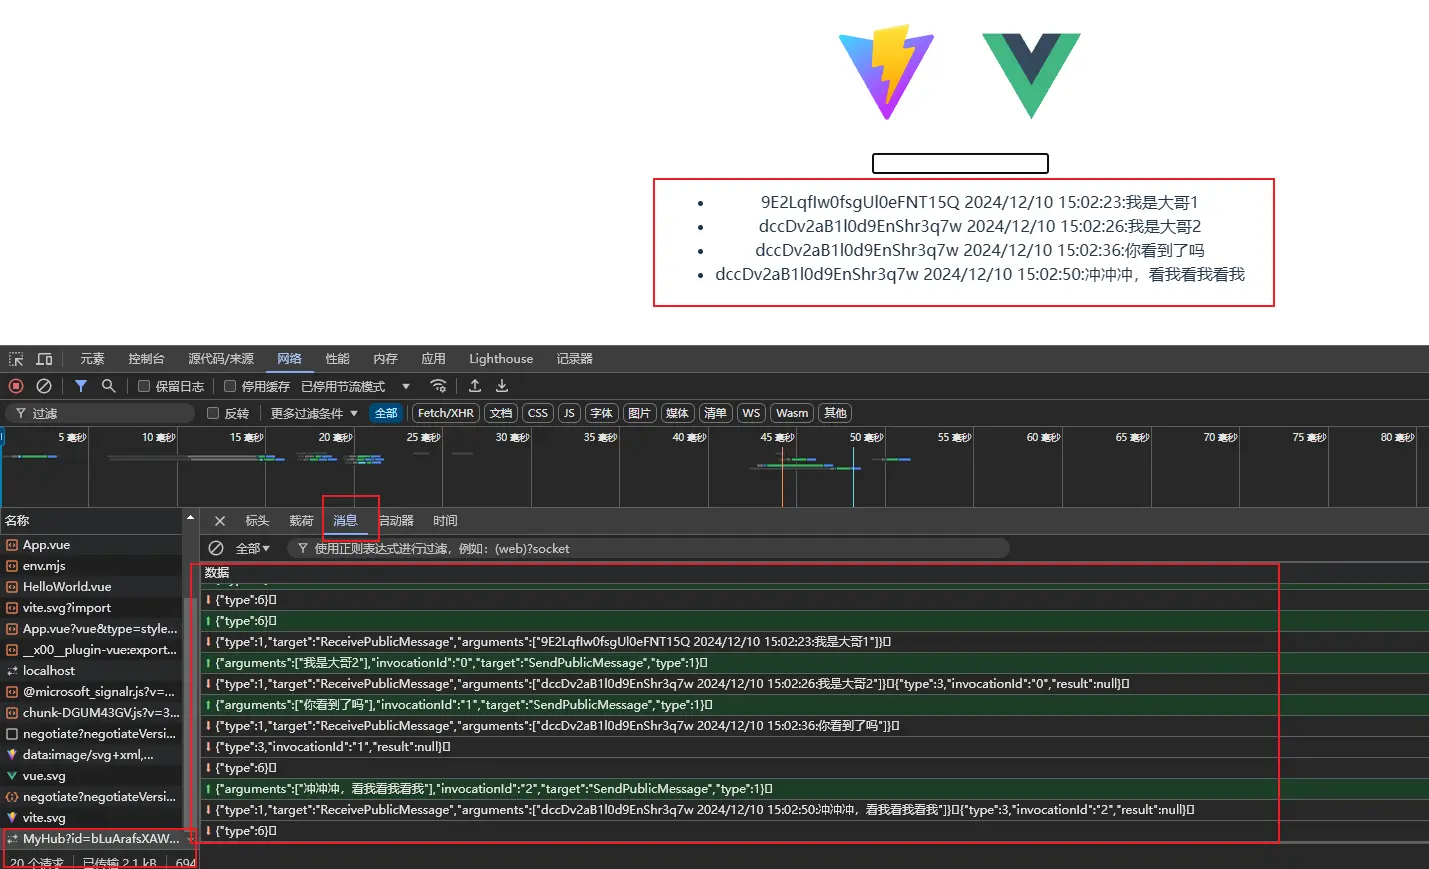 9E2LqfIw0fsgUl0eFNT15Q 2024/12/10 15:02:23:我是大哥1
dccDv2aB1l0d9EnShr3q7w 2024/12/10 15:02:26:我是大哥2
dccDv2aB1l0d9EnShr3q7w 2024/12/10 15:02:36:你看到了吗
dccDv2aB1l0d9EnShr3q7w 2024/12/10 15:02:50:冲冲冲，看我看我看我
元素 控制台 源代码/来源 网络 性能 内存 应用 Lighthouse 记录器
保留日志 停用缓存 已停用节流模式
过滤 反转 更多过滤条件 全部 Fetch/XHR 文档 CSS JS 字体 图片 媒体 清单 WS Wasm 其他
5 毫秒 10 毫秒 15 毫秒 20 毫秒 25 毫秒 30 毫秒 35 毫秒 40 毫秒 45 毫秒 50 毫秒 55 毫秒 60 毫秒 65 毫秒 70 毫秒 75 毫秒 80 毫秒
名称
App.vue
env.mjs
HelloWorld.vue
vite.svg?import
App.vue?vue&type=style...
__x00__plugin-vue:export...
localhost
@microsoft_signalr.js?v=...
chunk-DGUM43GV.js?v=3...
negotiate?negotiateVersi...
data:image/svg+xml,...
vue.svg
negotiate?negotiateVersi...
vite.svg
MyHub?id=bLuArafsXAW...
20 个请求 已传输 2.1 kB 694
标头 载荷 消息 启动器 时间
全部 使用正则表达式进行过滤，例如：(web)?socket
数据
{"type":6}
{"type":6}
{"type":1,"target":"ReceivePublicMessage","arguments":["9E2LqfIw0fsgUl0eFNT15Q 2024/12/10 15:02:23:我是大哥1"]}
{"arguments":["我是大哥2"],"invocationId":"0","target":"SendPublicMessage","type":1}
{"type":1,"target":"ReceivePublicMessage","arguments":["dccDv2aB1l0d9EnShr3q7w 2024/12/10 15:02:26:我是大哥2"]}{"type":3,"invocationId":"0","result":null}
{"arguments":["你看到了吗"],"invocationId":"1","target":"SendPublicMessage","type":1}
{"type":1,"target":"ReceivePublicMessage","arguments":["dccDv2aB1l0d9EnShr3q7w 2024/12/10 15:02:36:你看到了吗"]}
{"type":3,"invocationId":"1","result":null}
{"type":6}
{"arguments":["冲冲冲，看我看我看我"],"invocationId":"2","target":"SendPublicMessage","type":1}
{"type":1,"target":"ReceivePublicMessage","arguments":["dccDv2aB1l0d9EnShr3q7w 2024/12/10 15:02:50:冲冲冲，看我看我看我"]}{"type":3,"invocationId":"2","result":null}
{"type":6}